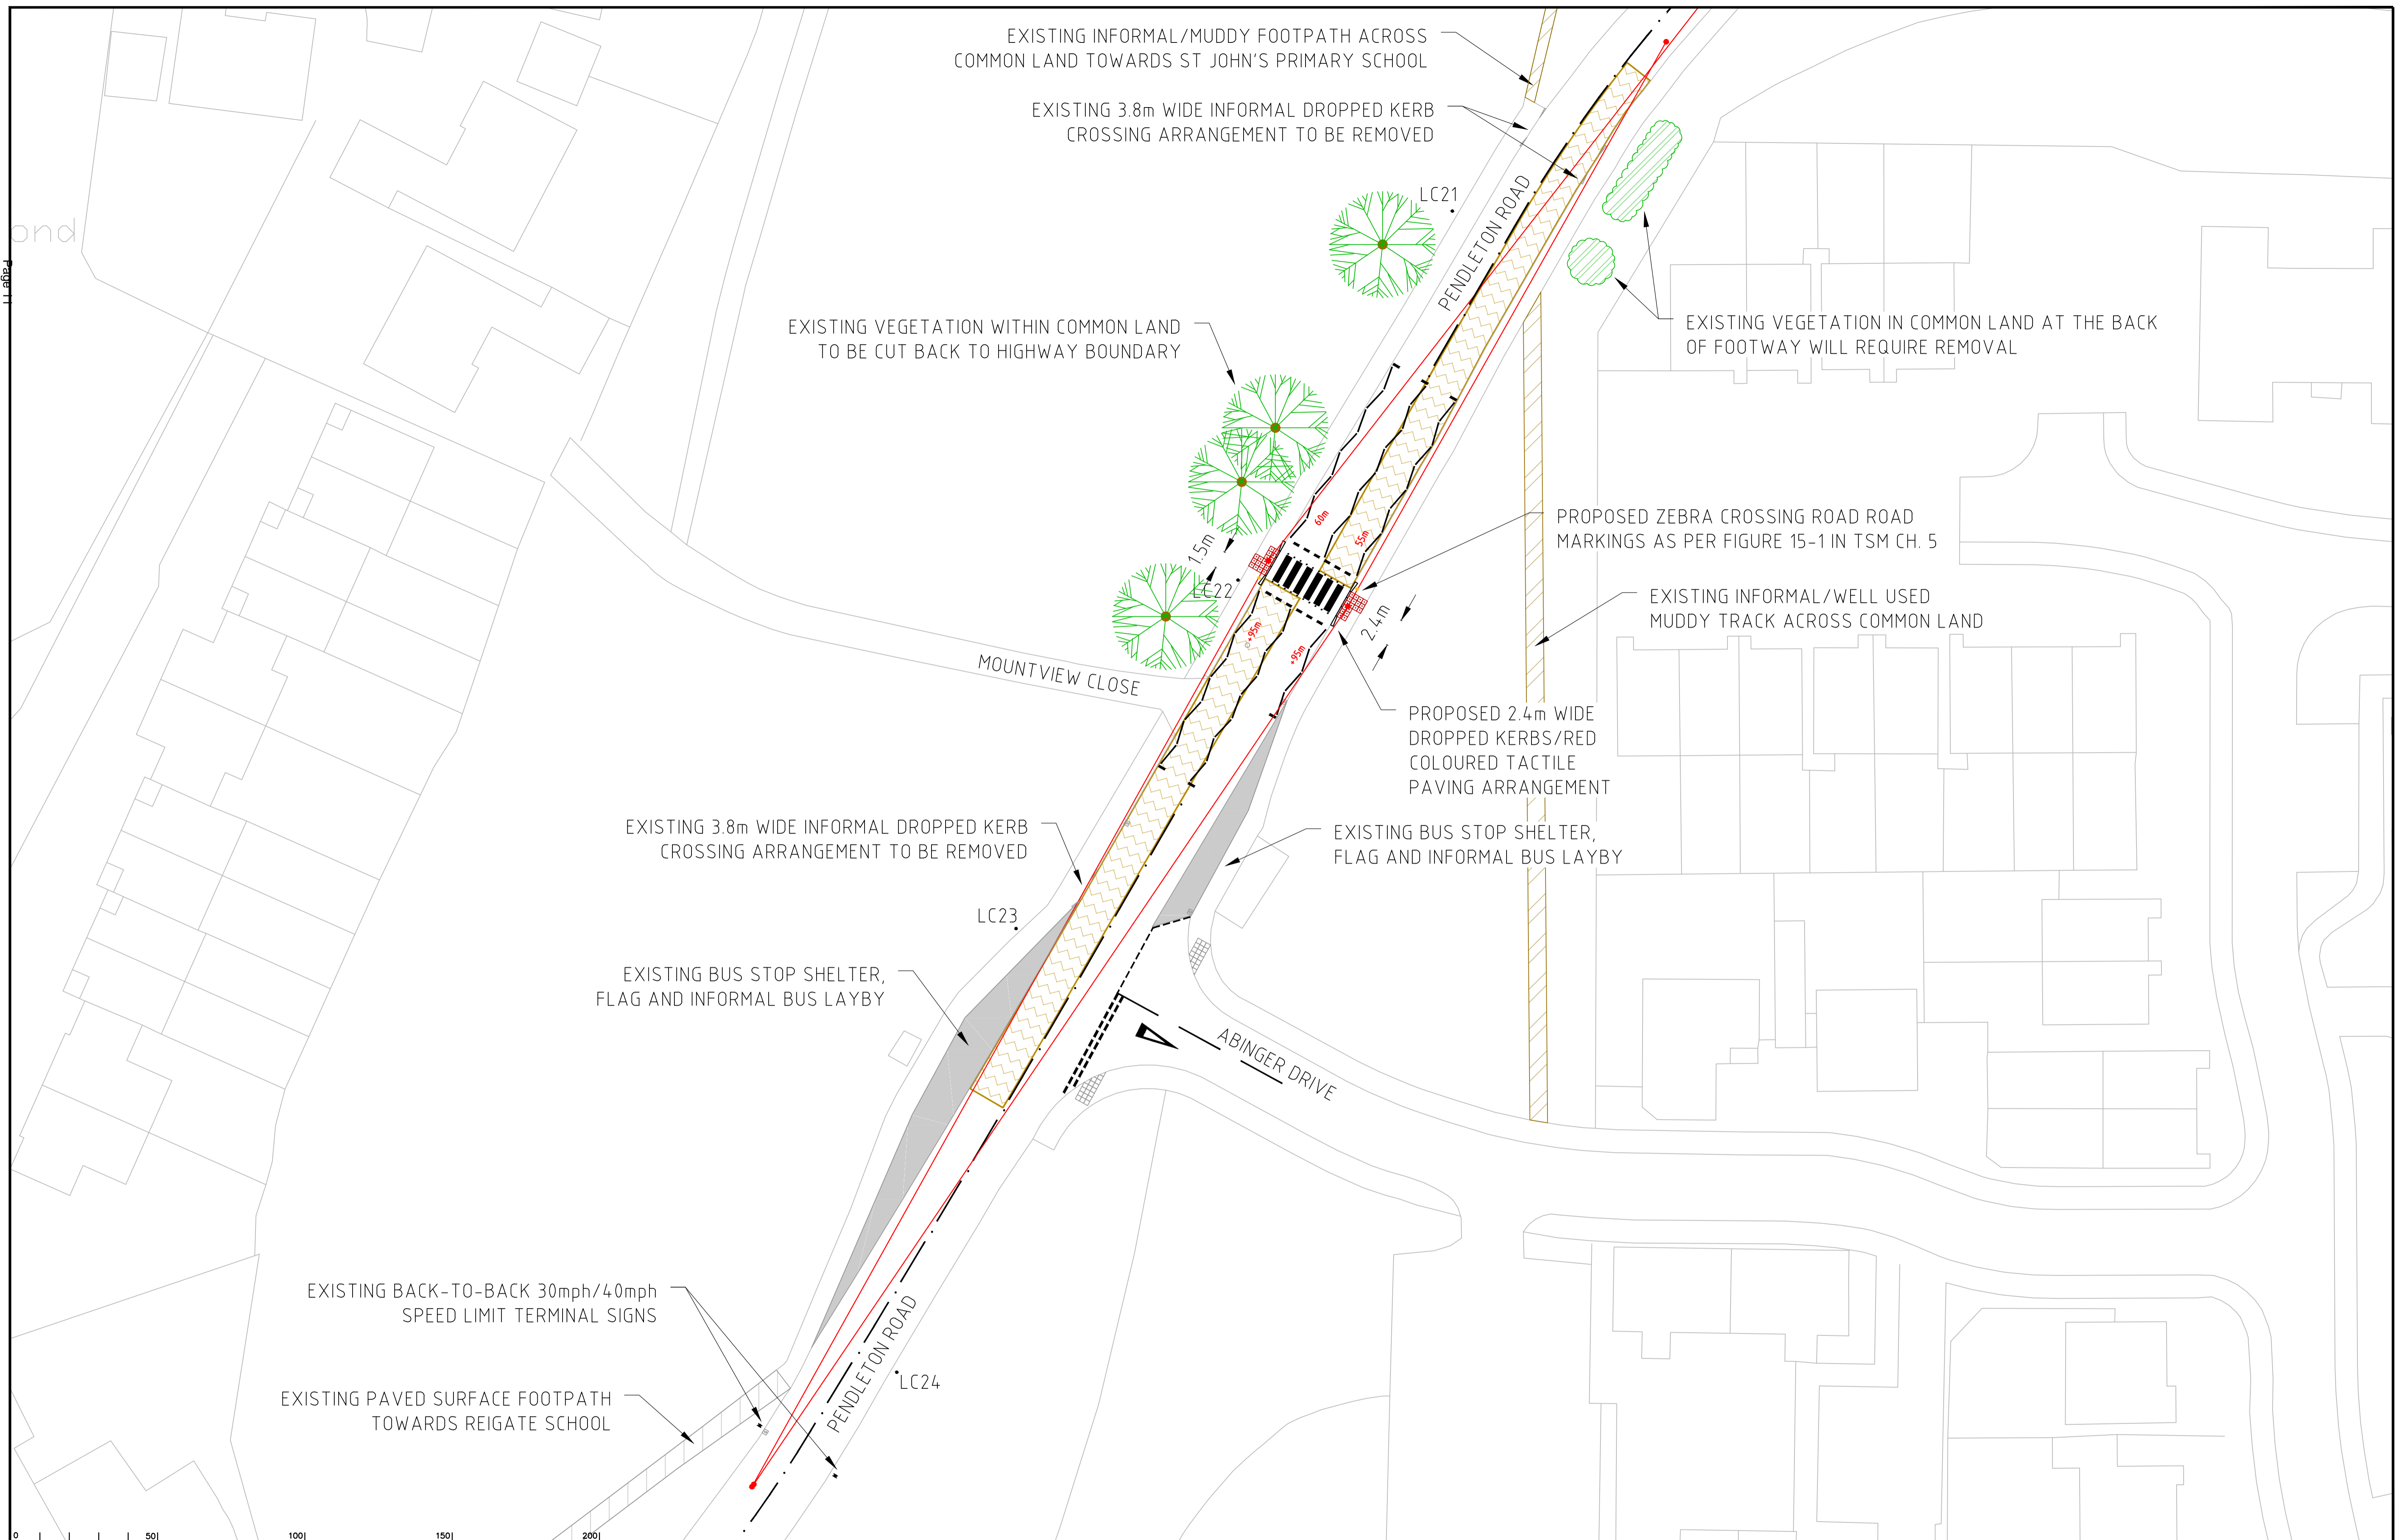 EXISTING INFORMAL/MUDDY FOOTPATH ACROSS
COMMON LAND TOWARDS ST JOHN'S PRIMARY SCHOOL
EXISTING 3.8m WIDE INFORMAL DROPPED KERB
CROSSING ARRANGEMENT TO BE REMOVED
LC21
PENDLETON ROAD
ond
Page 11
EXISTING VEGETATION WITHIN COMMON LAND
TO BE CUT BACK TO HIGHWAY BOUNDARY
EXISTING VEGETATION IN COMMON LAND AT THE BACK
OF FOOTWAY WILL REQUIRE REMOVAL
60m
55m
1.5m
LC22
PROPOSED ZEBRA CROSSING ROAD ROAD
MARKINGS AS PER FIGURE 15-1 IN TSM CH. 5
EXISTING INFORMAL/WELL USED
MUDDY TRACK ACROSS COMMON LAND
2.4m
+95m
+95m
MOUNTVIEW CLOSE
PROPOSED 2.4m WIDE
DROPPED KERBS/RED
COLOURED TACTILE
PAVING ARRANGEMENT
EXISTING 3.8m WIDE INFORMAL DROPPED KERB
CROSSING ARRANGEMENT TO BE REMOVED
EXISTING BUS STOP SHELTER,
FLAG AND INFORMAL BUS LAYBY
LC23
EXISTING BUS STOP SHELTER,
FLAG AND INFORMAL BUS LAYBY
ABINGER DRIVE
EXISTING BACK-TO-BACK 30mph/40mph
SPEED LIMIT TERMINAL SIGNS
PENDLETON ROAD
LC24
EXISTING PAVED SURFACE FOOTPATH
TOWARDS REIGATE SCHOOL
0 50 100 150 200